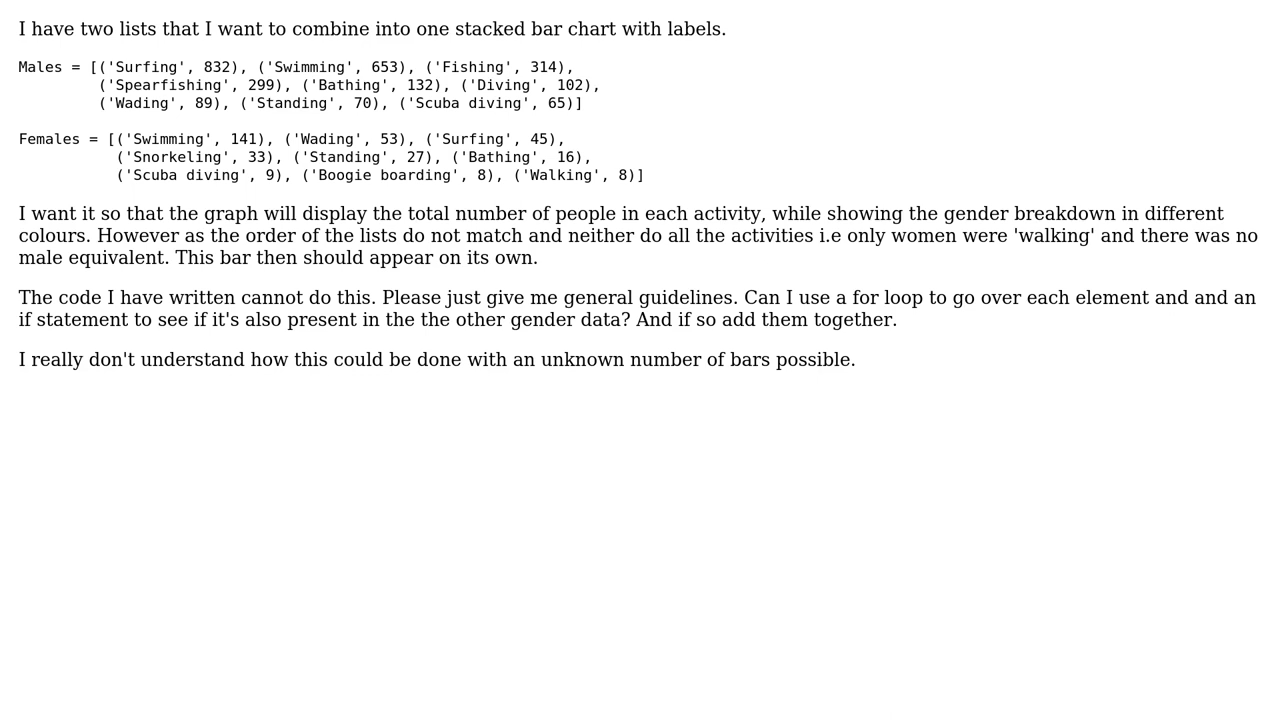 I have two lists that I want to combine into one stacked bar chart with labels.
Males = [('Surfing', 832), ('Swimming', 653), ('Fishing', 314),
('Spearfishing', 299), ('Bathing', 132), ('Diving', 102),
('Wading', 89), ('Standing', 70), ('Scuba diving', 65)]
Females = [('Swimming', 141), ('Wading', 53), ('Surfing', 45),
('Snorkeling', 33), ('Standing', 27), ('Bathing', 16),
('Scuba diving', 9), ('Boogie boarding', 8), ('Walking', 8)]
I want it so that the graph will display the total number of people in each activity, while showing the gender breakdown in different
colours. However as the order of the lists do not match and neither do all the activities i.e only women were 'walking' and there was no
male equivalent. This bar then should appear on its own.
The code I have written cannot do this. Please just give me general guidelines. Can I use a for loop to go over each element and and an
if statement to see if it's also present in the the other gender data? And if so add them together.
I really don't understand how this could be done with an unknown number of bars possible.